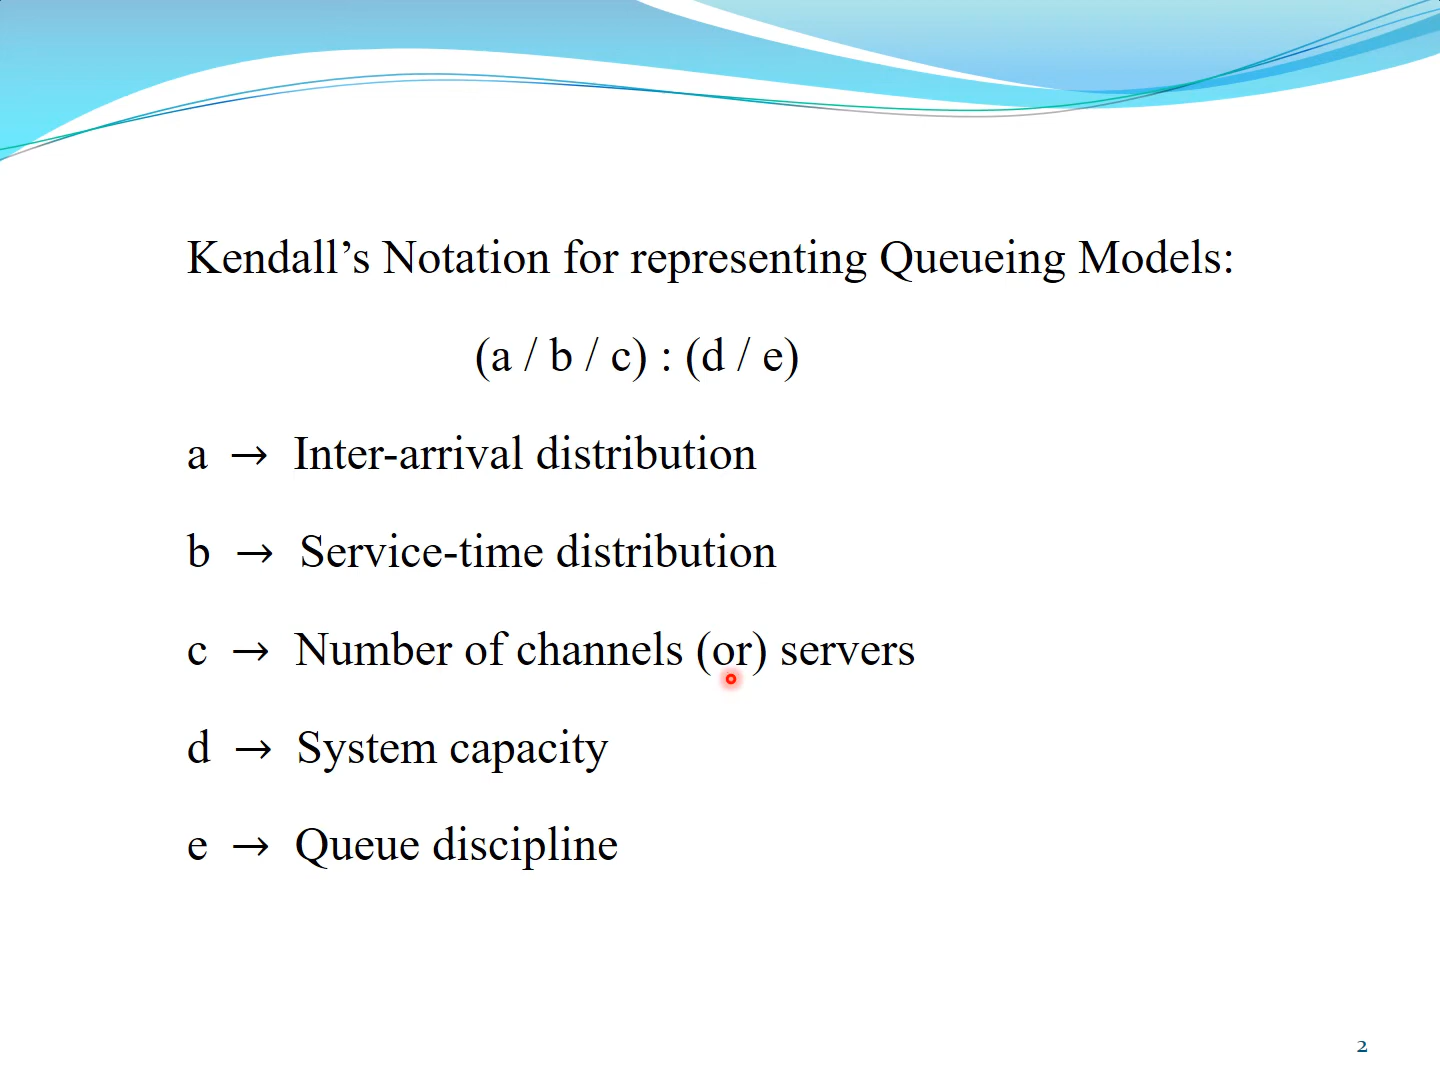 Kendall’s Notation for representing Queueing Models:
(a / b / c) : (d / e)
a → Inter-arrival distribution
b → Service-time distribution
c → Number of channels (or) servers
d → System capacity
e → Queue discipline
2